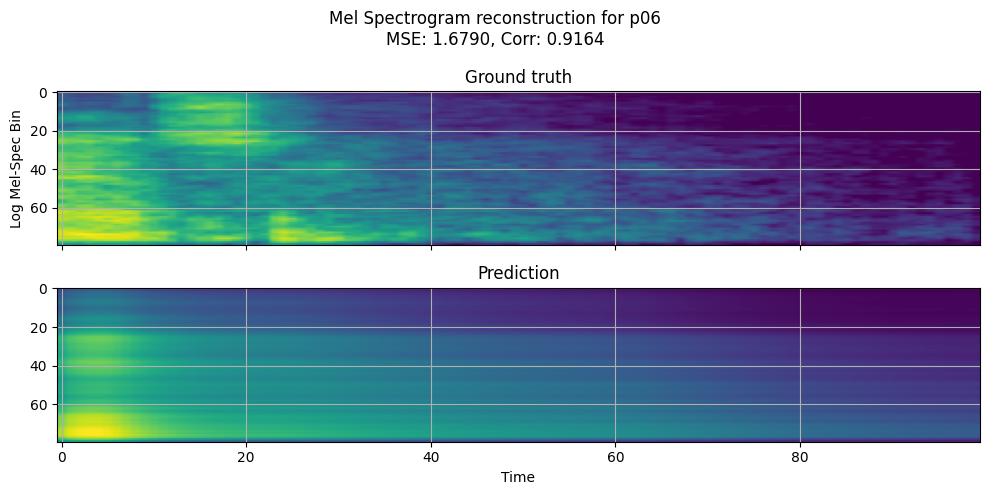 Mel Spectrogram reconstruction for p06
MSE: 1.6790, Corr: 0.9164
Ground truth
0
20
40
60
Log Mel-Spec Bin
Prediction
0
20
40
60
0 20 40 60 80
Time